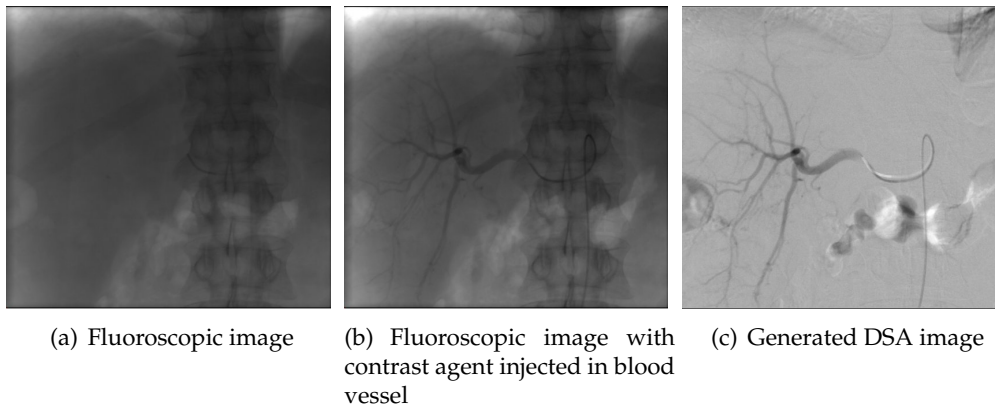 (a) Fluoroscopic image
(b) Fluoroscopic image with
contrast agent injected in blood
vessel
(c) Generated DSA image